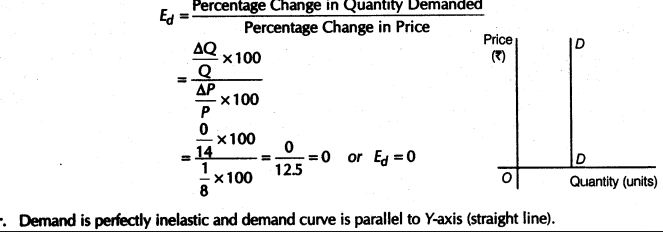 E_d = Percentage Change in Quantity Demanded / Percentage Change in Price
= (ΔQ/Q × 100) / (ΔP/P × 100)
= (0/14 × 100) / (1/8 × 100) = 0/12.5 = 0 or E_d = 0
Price
(₹)
D
D
O
Quantity (units)
Demand is perfectly inelastic and demand curve is parallel to Y-axis (straight line).